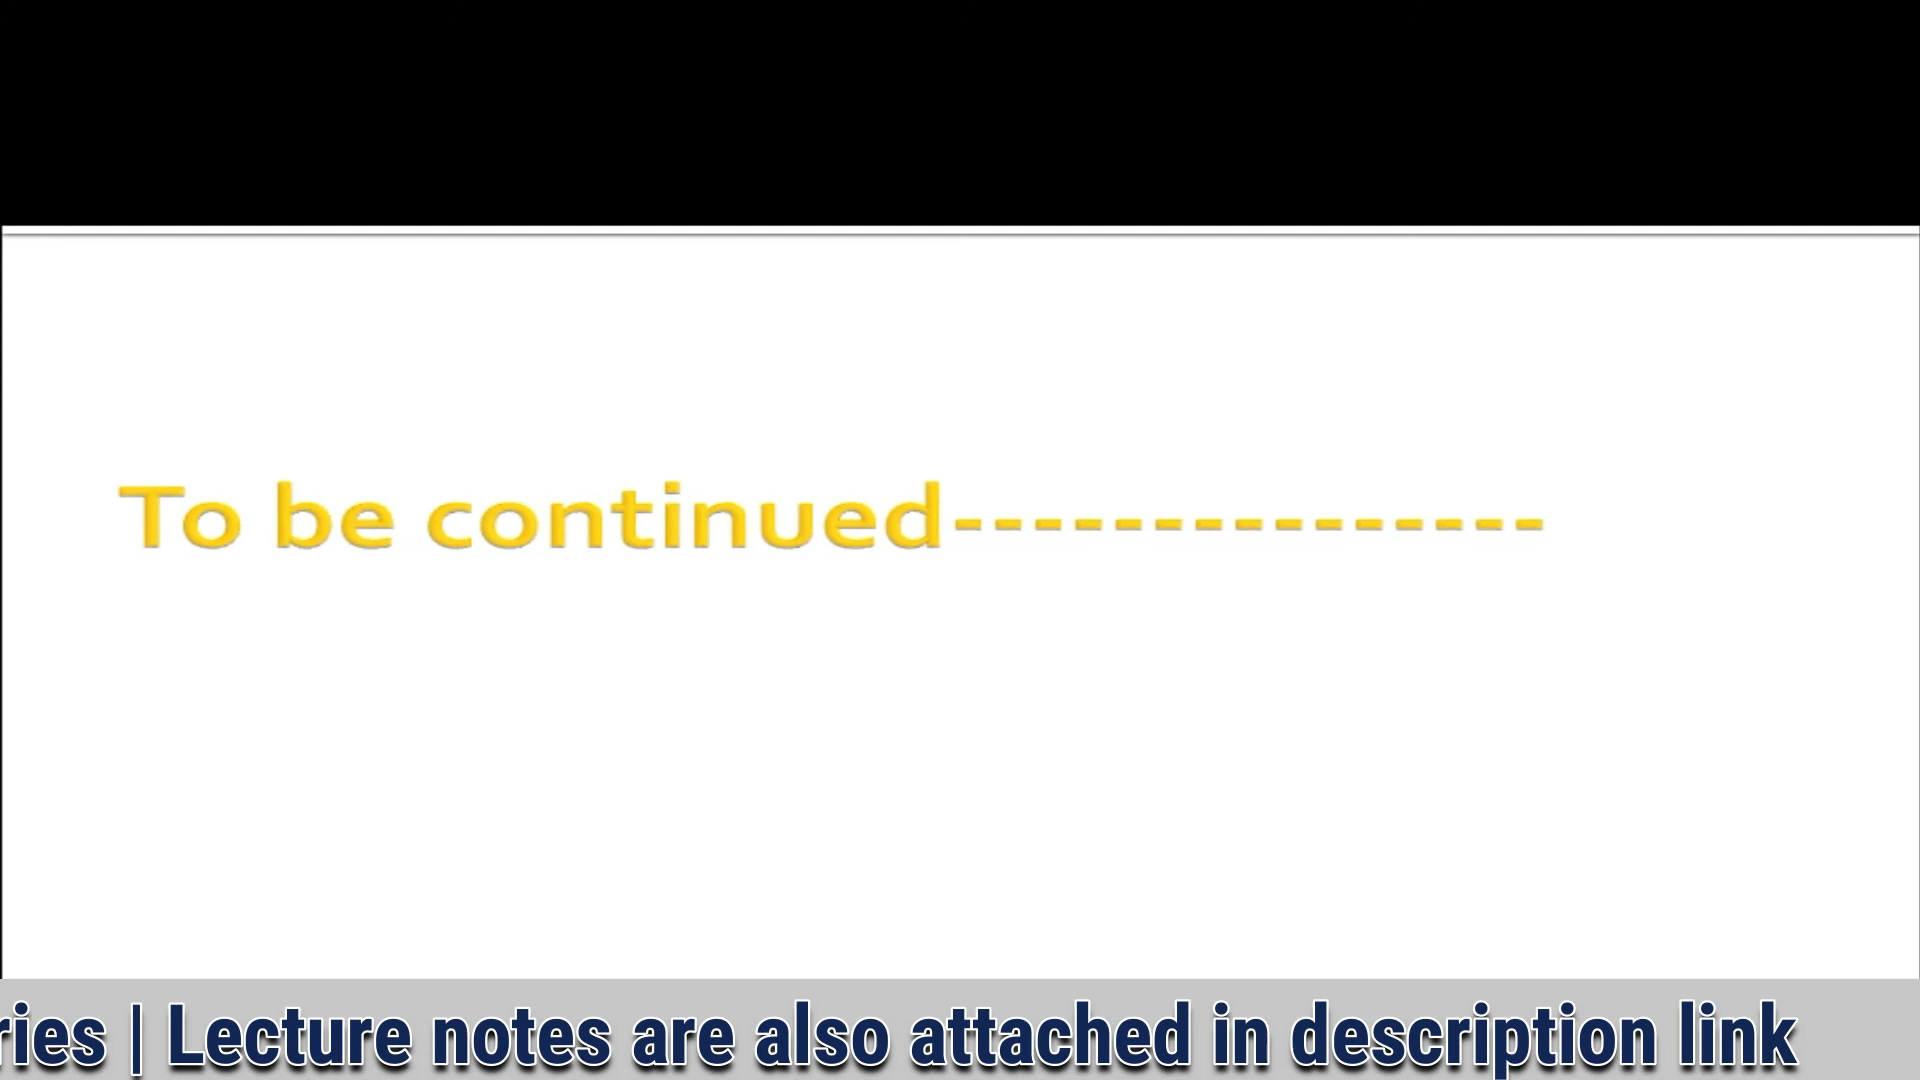 To be continued---------------
ries | Lecture notes are also attached in description link